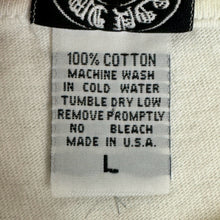 100% COTTON
MACHINE WASH
IN COLD WATER
TUMBLE DRY LOW
REMOVE PROMPTLY
NO BLEACH
MADE IN U.S.A.
L